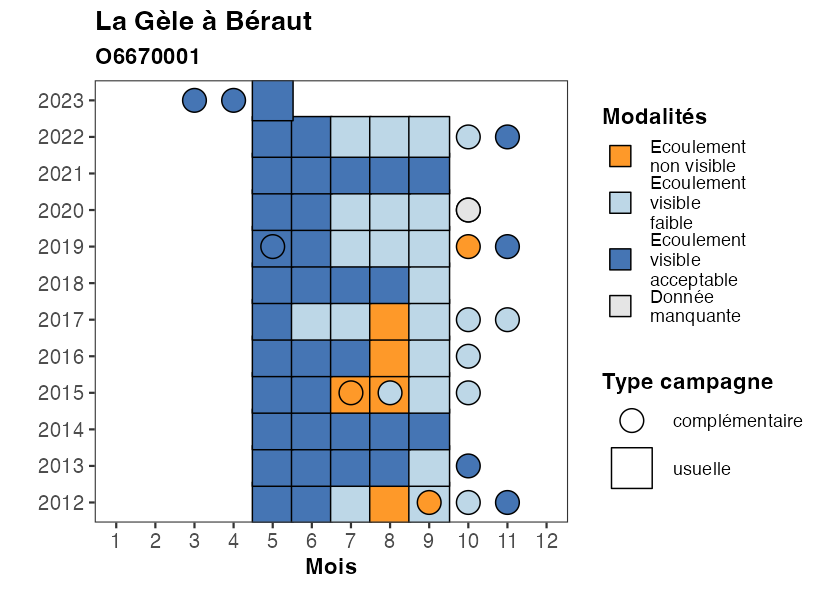 La Gèle à Béraut
O6670001
2023
2022
2021
2020
2019
2018
2017
2016
2015
2014
2013
2012
1 2 3 4 5 6 7 8 9 10 11 12
Mois
Modalités
Ecoulement
non visible
Ecoulement
visible
faible
Ecoulement
visible
acceptable
Donnée
manquante
Type campagne
complémentaire
usuelle